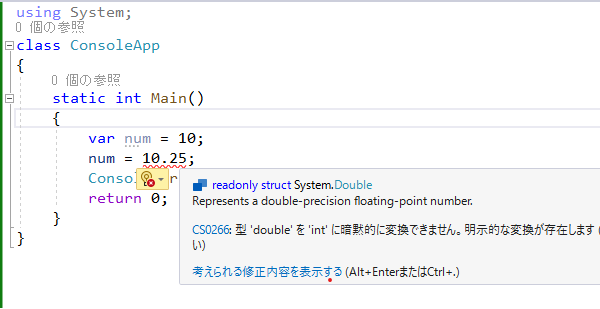 using System;
0 個の参照
class ConsoleApp
{
0 個の参照
static int Main()
{
var num = 10;
num = 10.25;
Conso
return 0;
}
}
readonly struct System.Double
Represents a double-precision floating-point number.
CS0266: 型 'double' を 'int' に暗黙的に変換できません。明示的な変換が存在します (
い)
考えられる修正内容を表示する (Alt+EnterまたはCtrl+.)